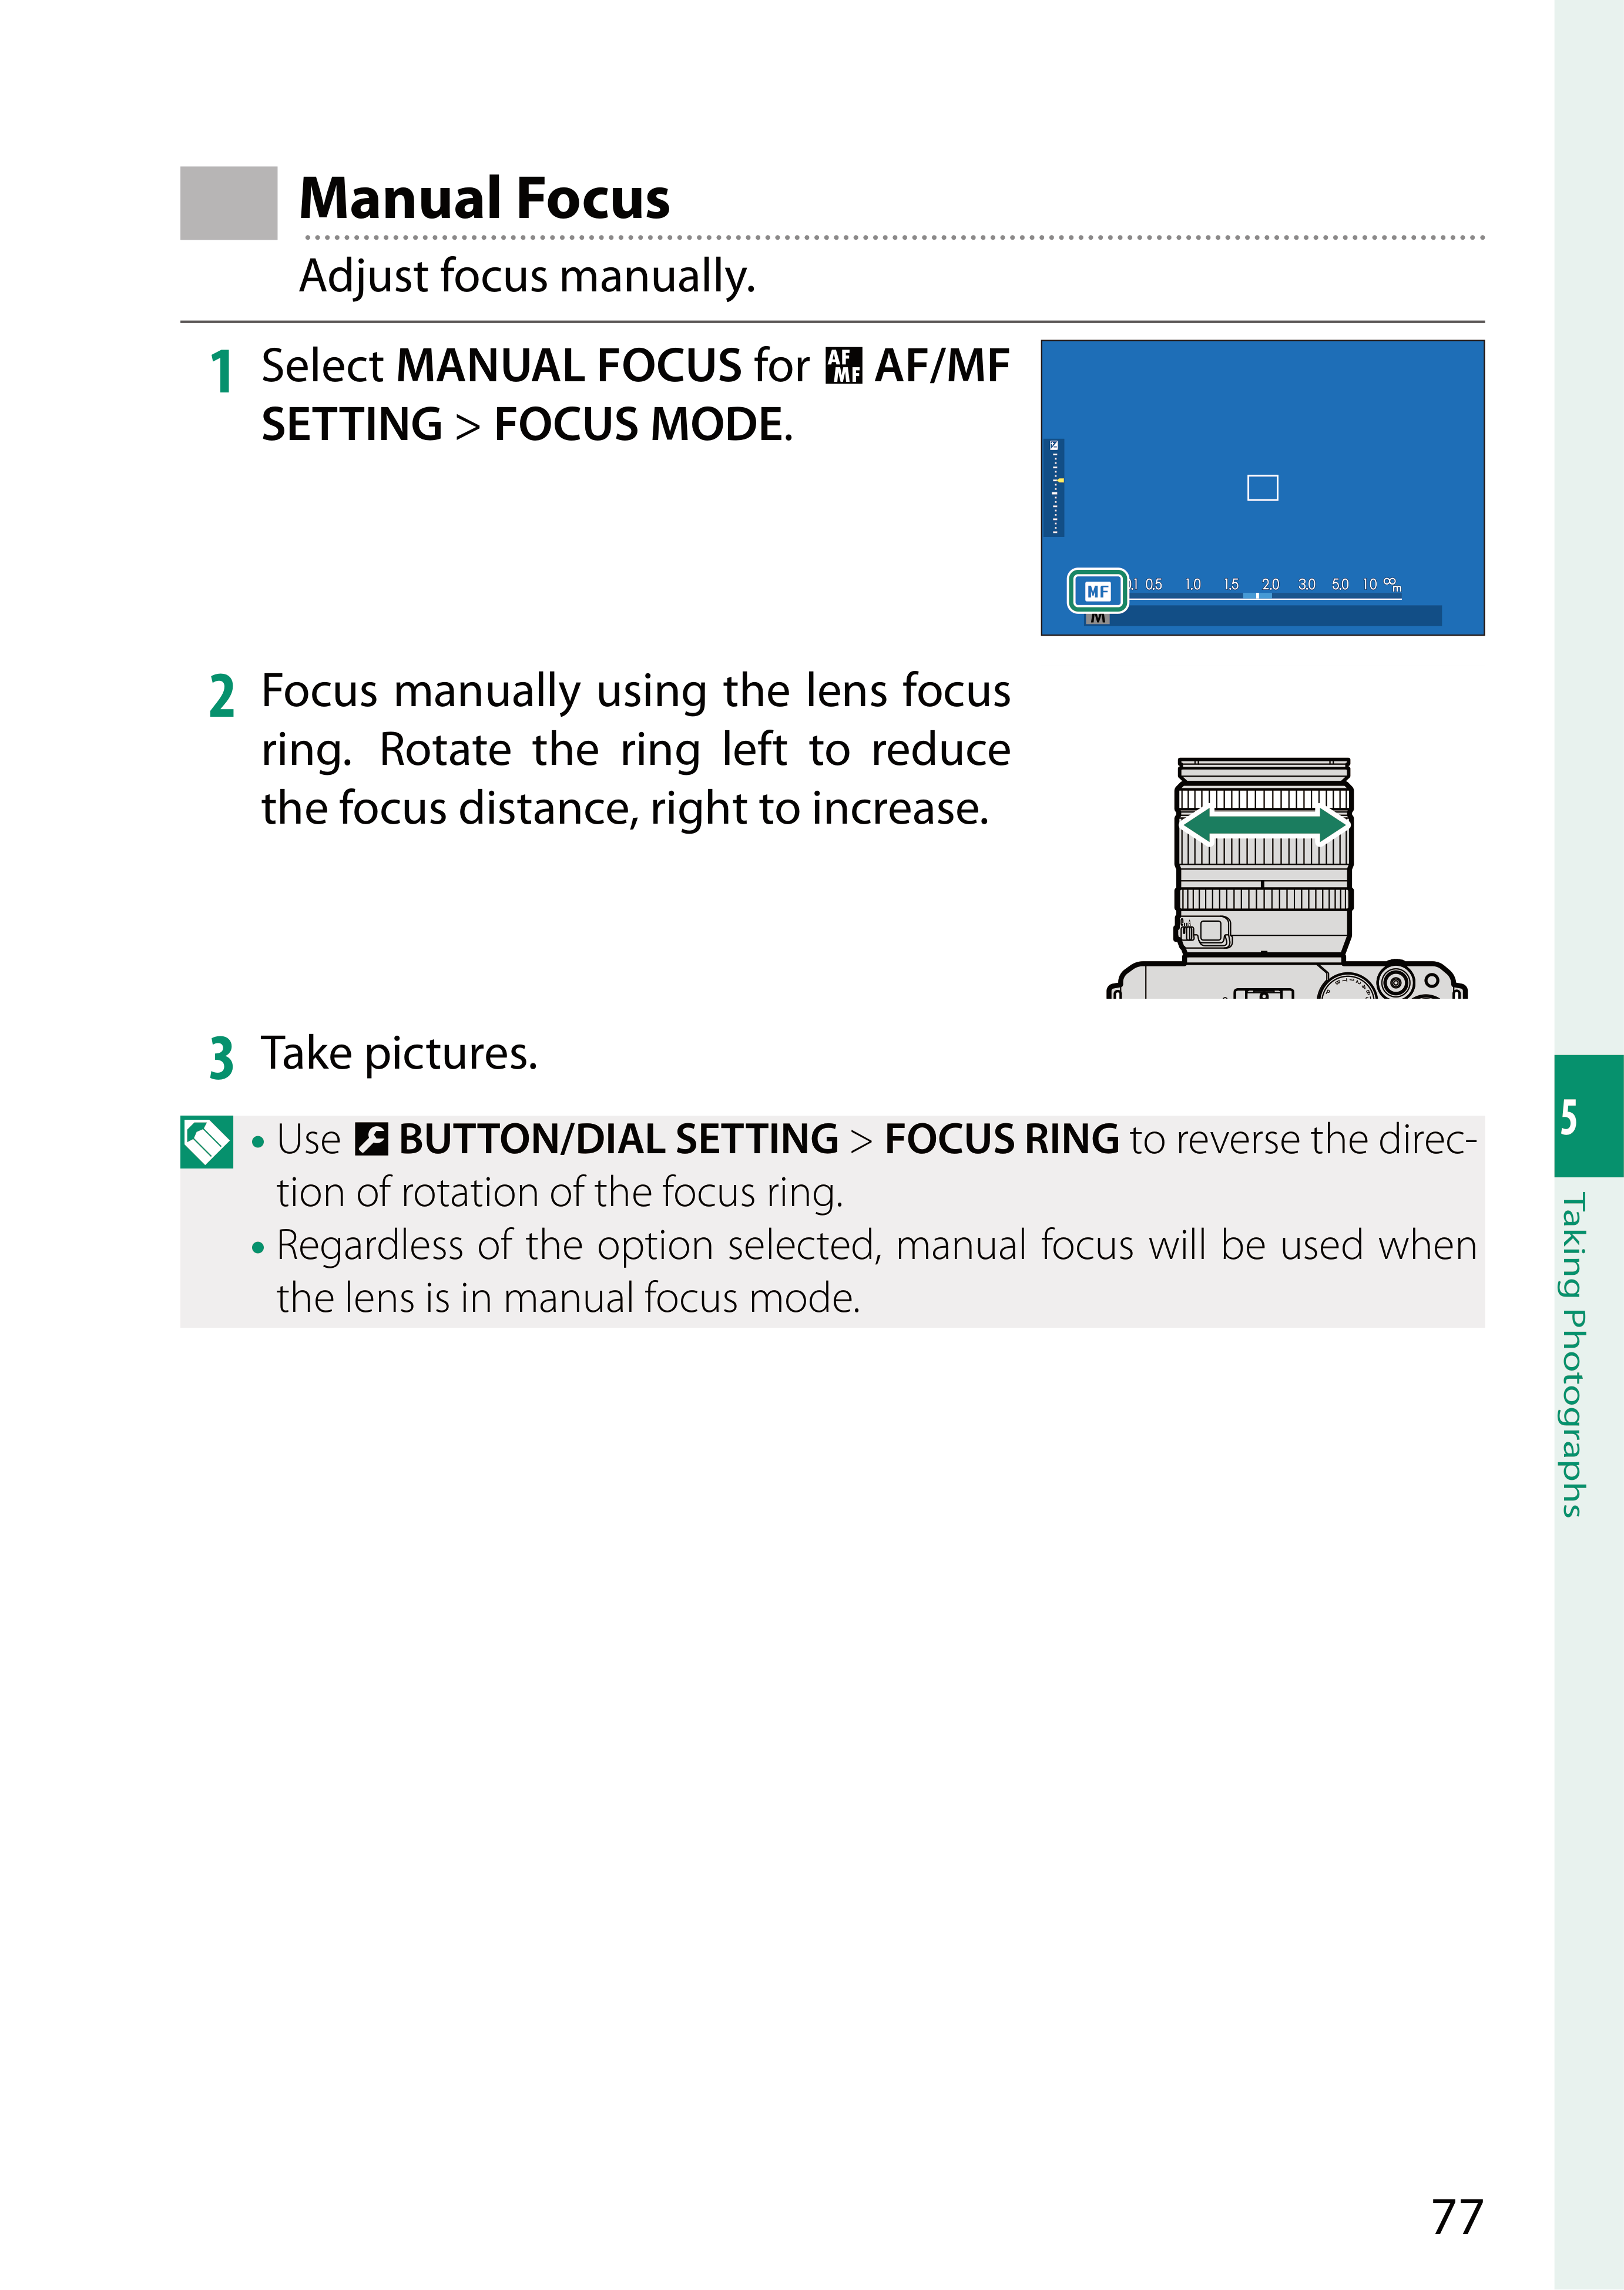 Manual Focus
Adjust focus manually.
1 Select MANUAL FOCUS for AF MF AF/MF
SETTING > FOCUS MODE.
MF
0.5 1.0 1.5 2.0 3.0 5.0 10 ∞ m
M
2 Focus manually using the lens focus
ring. Rotate the ring left to reduce
the focus distance, right to increase.
3 Take pictures.
• Use BUTTON/DIAL SETTING > FOCUS RING to reverse the direc-
tion of rotation of the focus ring.
• Regardless of the option selected, manual focus will be used when
the lens is in manual focus mode.
5
Taking Photographs
77